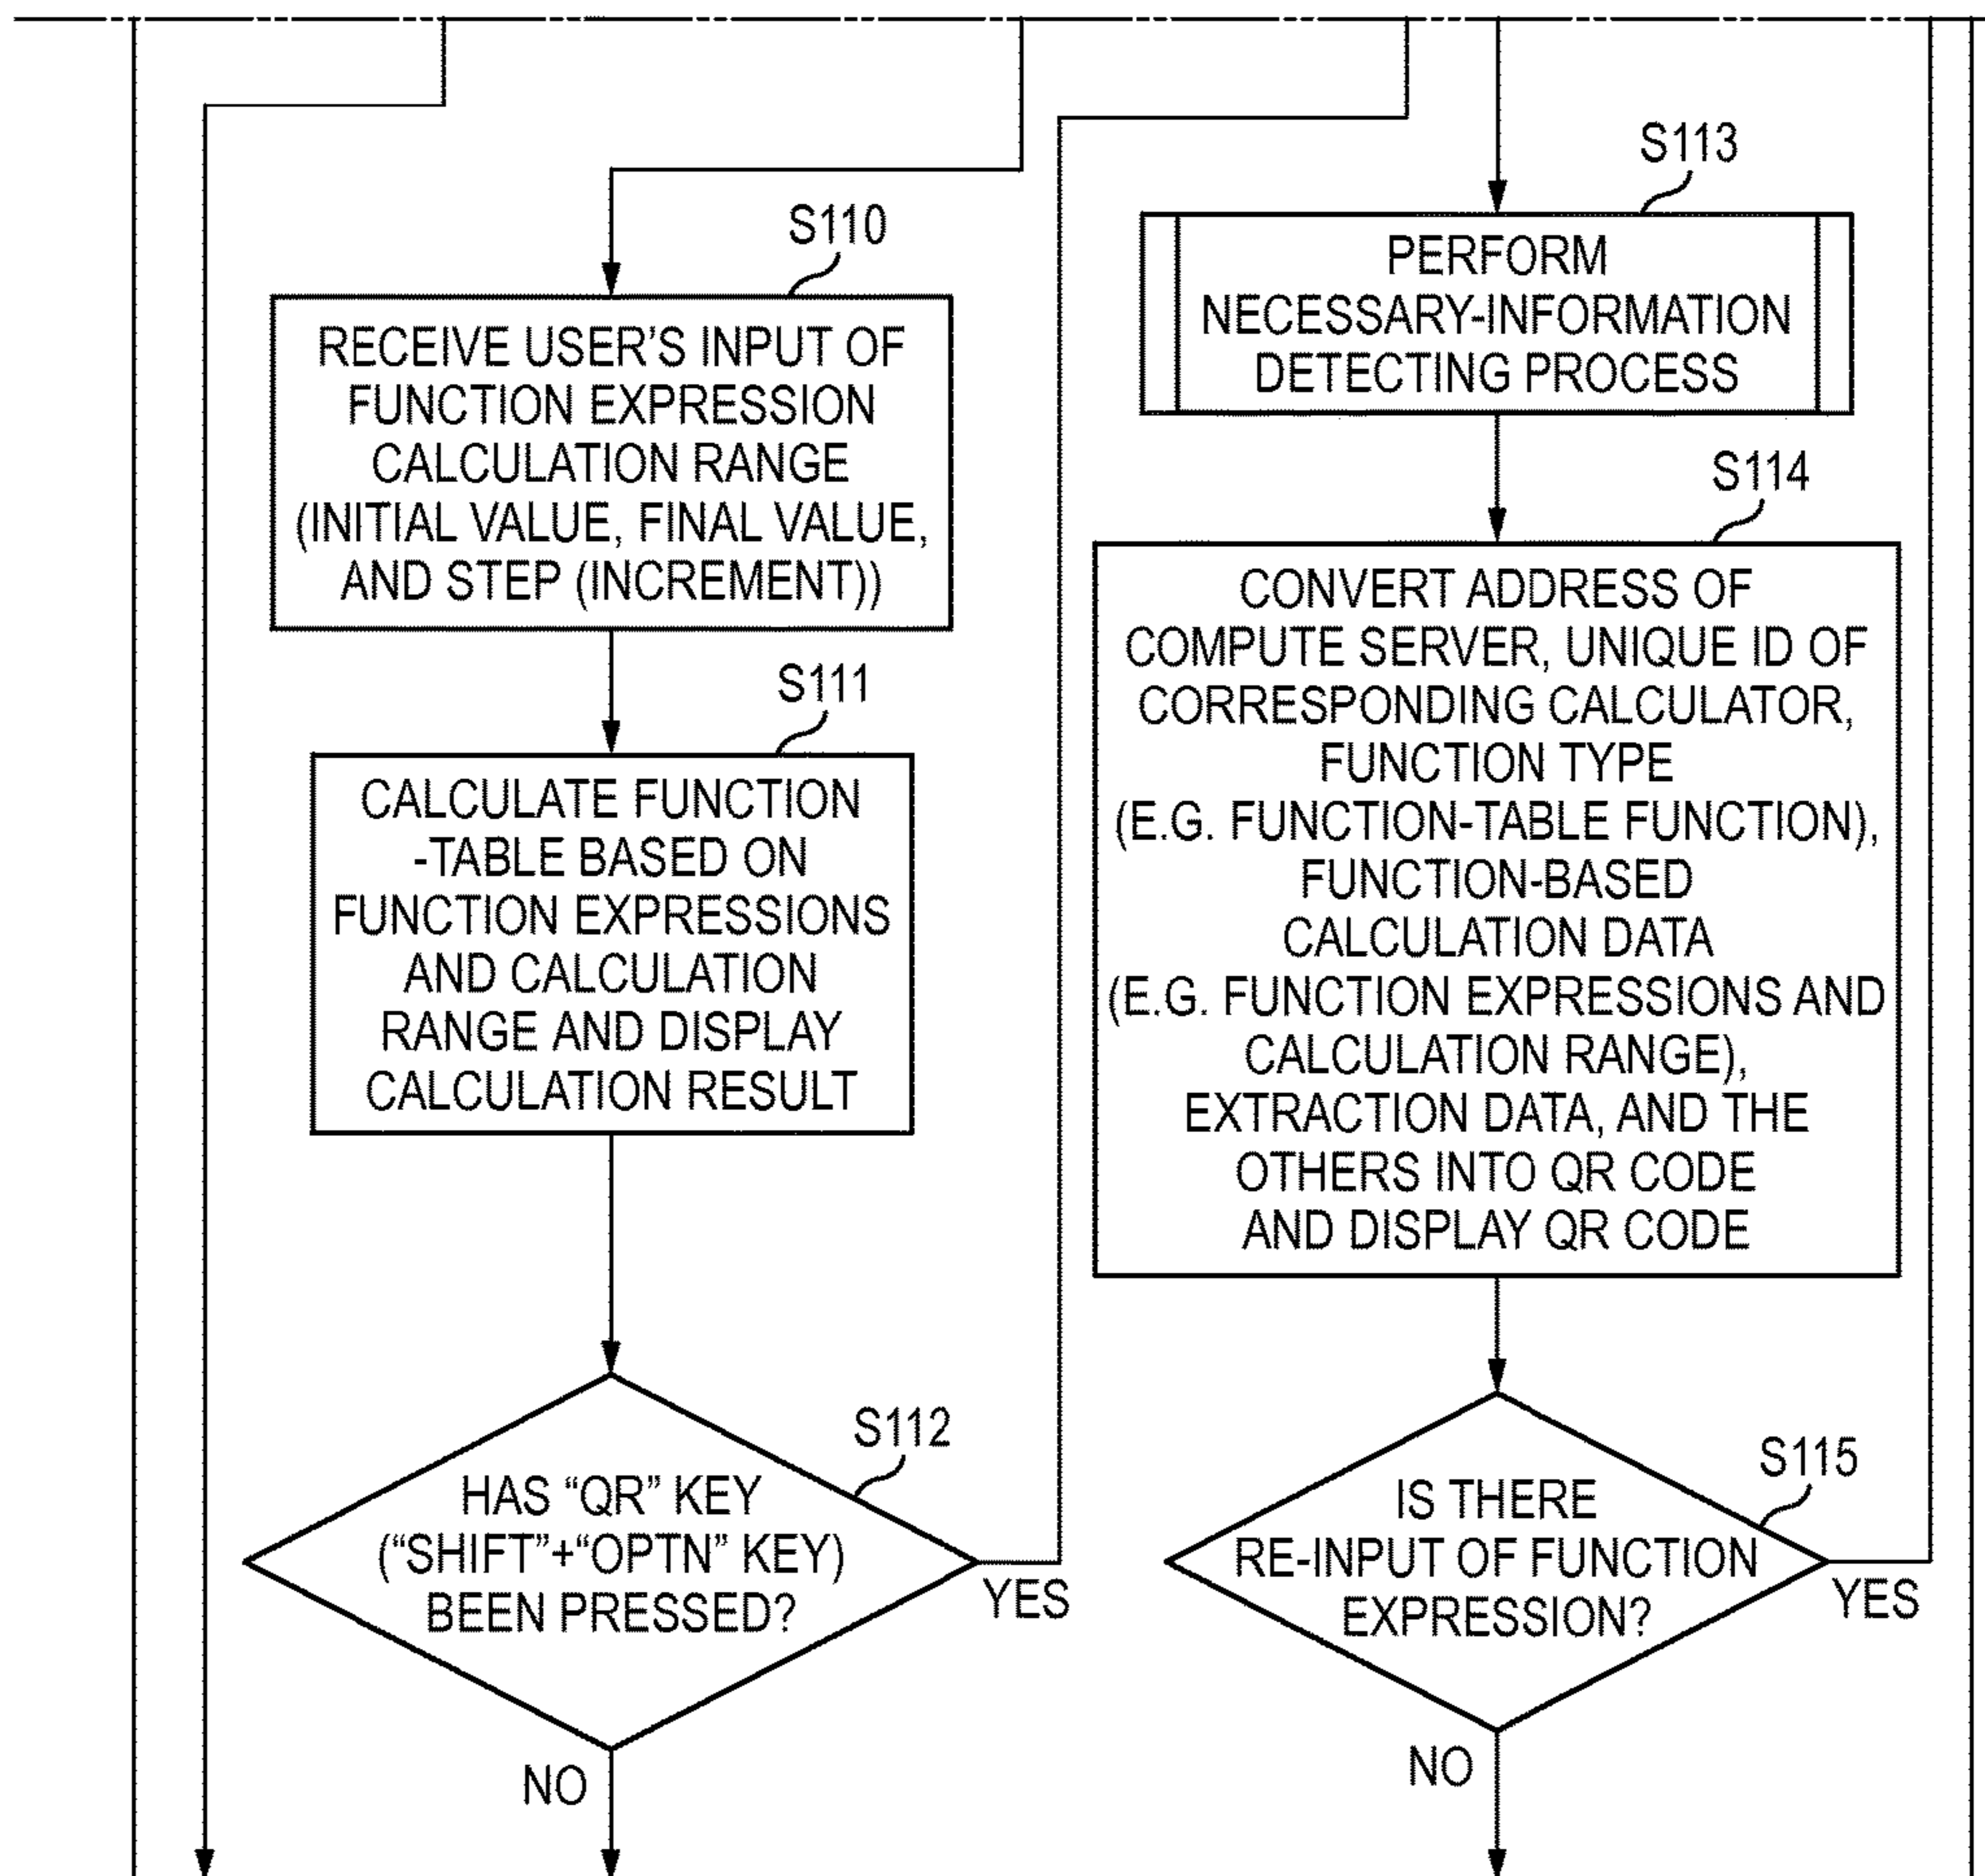 S110
RECEIVE USER'S INPUT OF
FUNCTION EXPRESSION
CALCULATION RANGE
(INITIAL VALUE, FINAL VALUE,
AND STEP (INCREMENT))
S111
CALCULATE FUNCTION
-TABLE BASED ON
FUNCTION EXPRESSIONS
AND CALCULATION
RANGE AND DISPLAY
CALCULATION RESULT
S112
HAS “QR” KEY
(“SHIFT”+“OPTN” KEY)
BEEN PRESSED?
YES
NO
S113
PERFORM
NECESSARY-INFORMATION
DETECTING PROCESS
S114
CONVERT ADDRESS OF
COMPUTE SERVER, UNIQUE ID OF
CORRESPONDING CALCULATOR,
FUNCTION TYPE
(E.G. FUNCTION-TABLE FUNCTION),
FUNCTION-BASED
CALCULATION DATA
(E.G. FUNCTION EXPRESSIONS AND
CALCULATION RANGE),
EXTRACTION DATA, AND THE
OTHERS INTO QR CODE
AND DISPLAY QR CODE
S115
IS THERE
RE-INPUT OF FUNCTION
EXPRESSION?
YES
NO